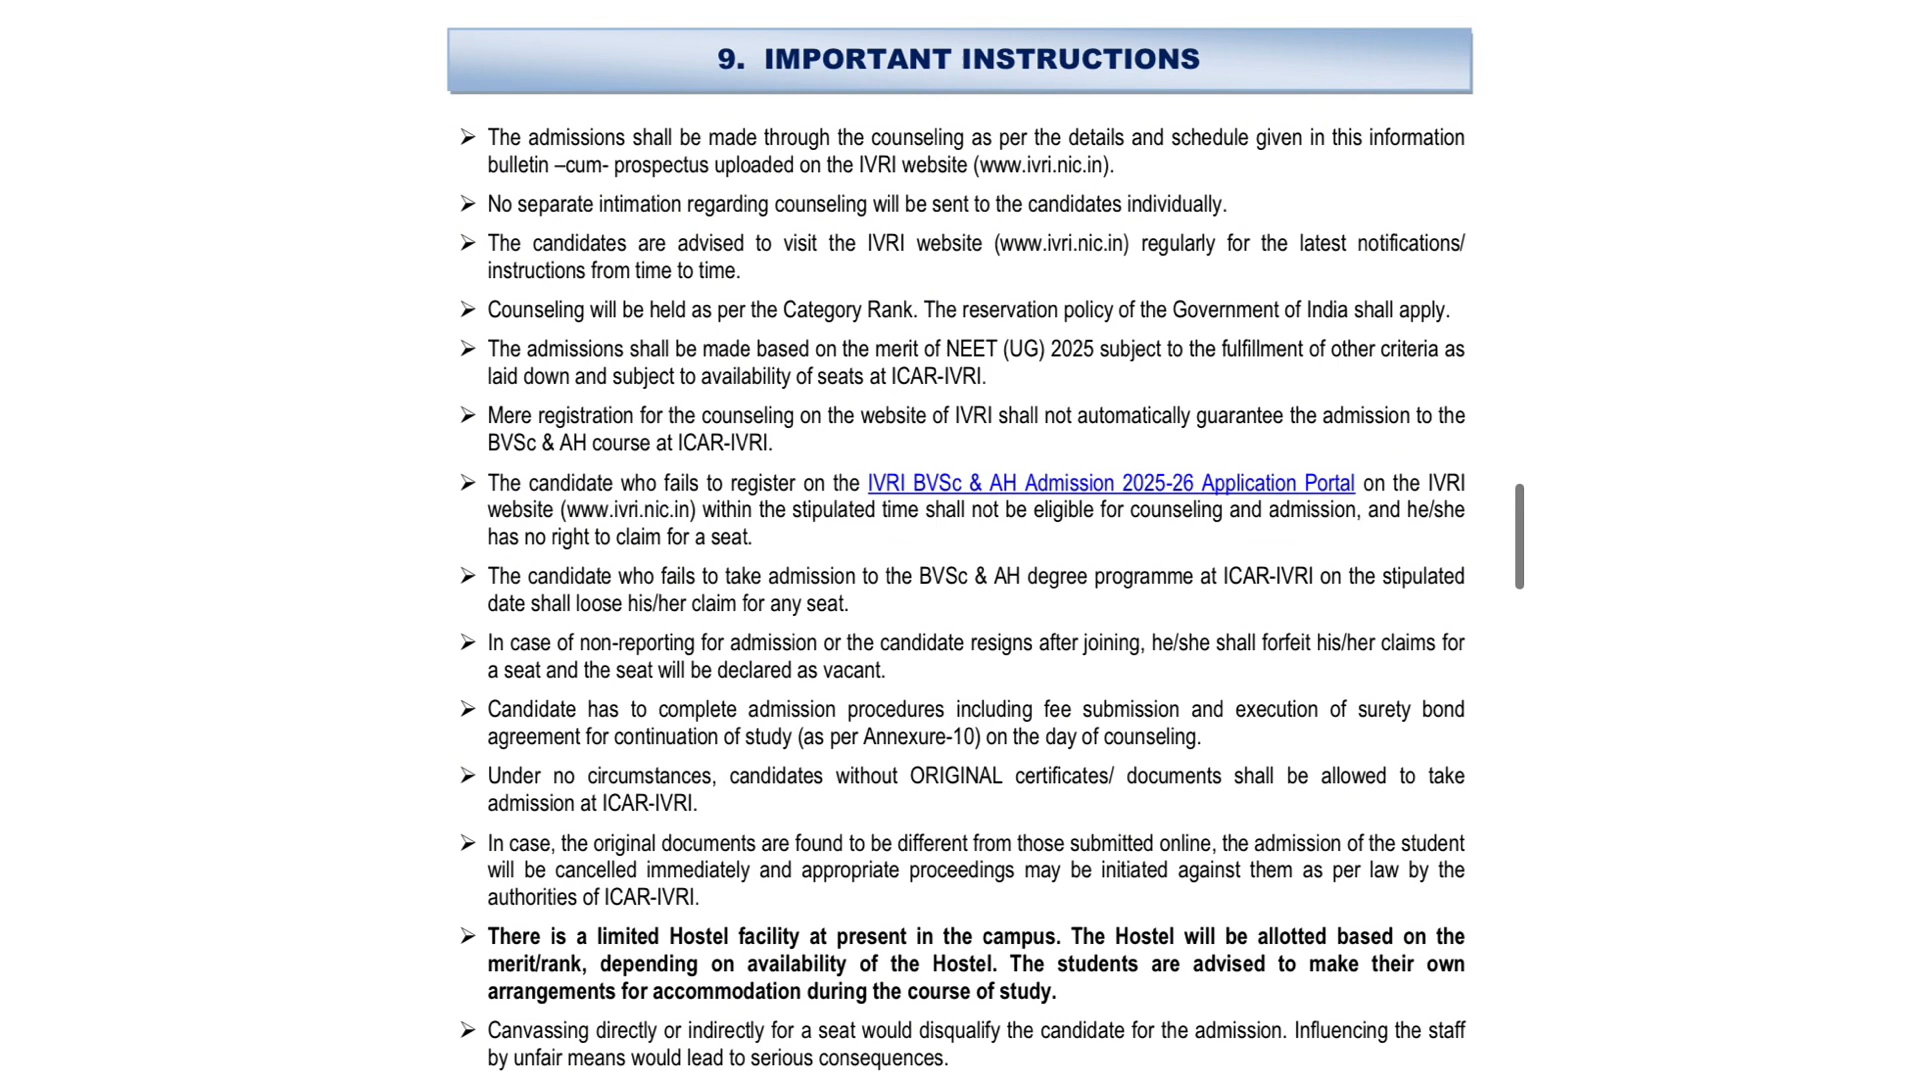 9. IMPORTANT INSTRUCTIONS
➢ The admissions shall be made through the counseling as per the details and schedule given in this information
bulletin –cum- prospectus uploaded on the IVRI website (www.ivri.nic.in).
➢ No separate intimation regarding counseling will be sent to the candidates individually.
➢ The candidates are advised to visit the IVRI website (www.ivri.nic.in) regularly for the latest notifications/
instructions from time to time.
➢ Counseling will be held as per the Category Rank. The reservation policy of the Government of India shall apply.
➢ The admissions shall be made based on the merit of NEET (UG) 2025 subject to the fulfillment of other criteria as
laid down and subject to availability of seats at ICAR-IVRI.
➢ Mere registration for the counseling on the website of IVRI shall not automatically guarantee the admission to the
BVSc & AH course at ICAR-IVRI.
➢ The candidate who fails to register on the IVRI BVSc & AH Admission 2025-26 Application Portal on the IVRI
website (www.ivri.nic.in) within the stipulated time shall not be eligible for counseling and admission, and he/she
has no right to claim for a seat.
➢ The candidate who fails to take admission to the BVSc & AH degree programme at ICAR-IVRI on the stipulated
date shall loose his/her claim for any seat.
➢ In case of non-reporting for admission or the candidate resigns after joining, he/she shall forfeit his/her claims for
a seat and the seat will be declared as vacant.
➢ Candidate has to complete admission procedures including fee submission and execution of surety bond
agreement for continuation of study (as per Annexure-10) on the day of counseling.
➢ Under no circumstances, candidates without ORIGINAL certificates/ documents shall be allowed to take
admission at ICAR-IVRI.
➢ In case, the original documents are found to be different from those submitted online, the admission of the student
will be cancelled immediately and appropriate proceedings may be initiated against them as per law by the
authorities of ICAR-IVRI.
➢ There is a limited Hostel facility at present in the campus. The Hostel will be allotted based on the
merit/rank, depending on availability of the Hostel. The students are advised to make their own
arrangements for accommodation during the course of study.
➢ Canvassing directly or indirectly for a seat would disqualify the candidate for the admission. Influencing the staff
by unfair means would lead to serious consequences.